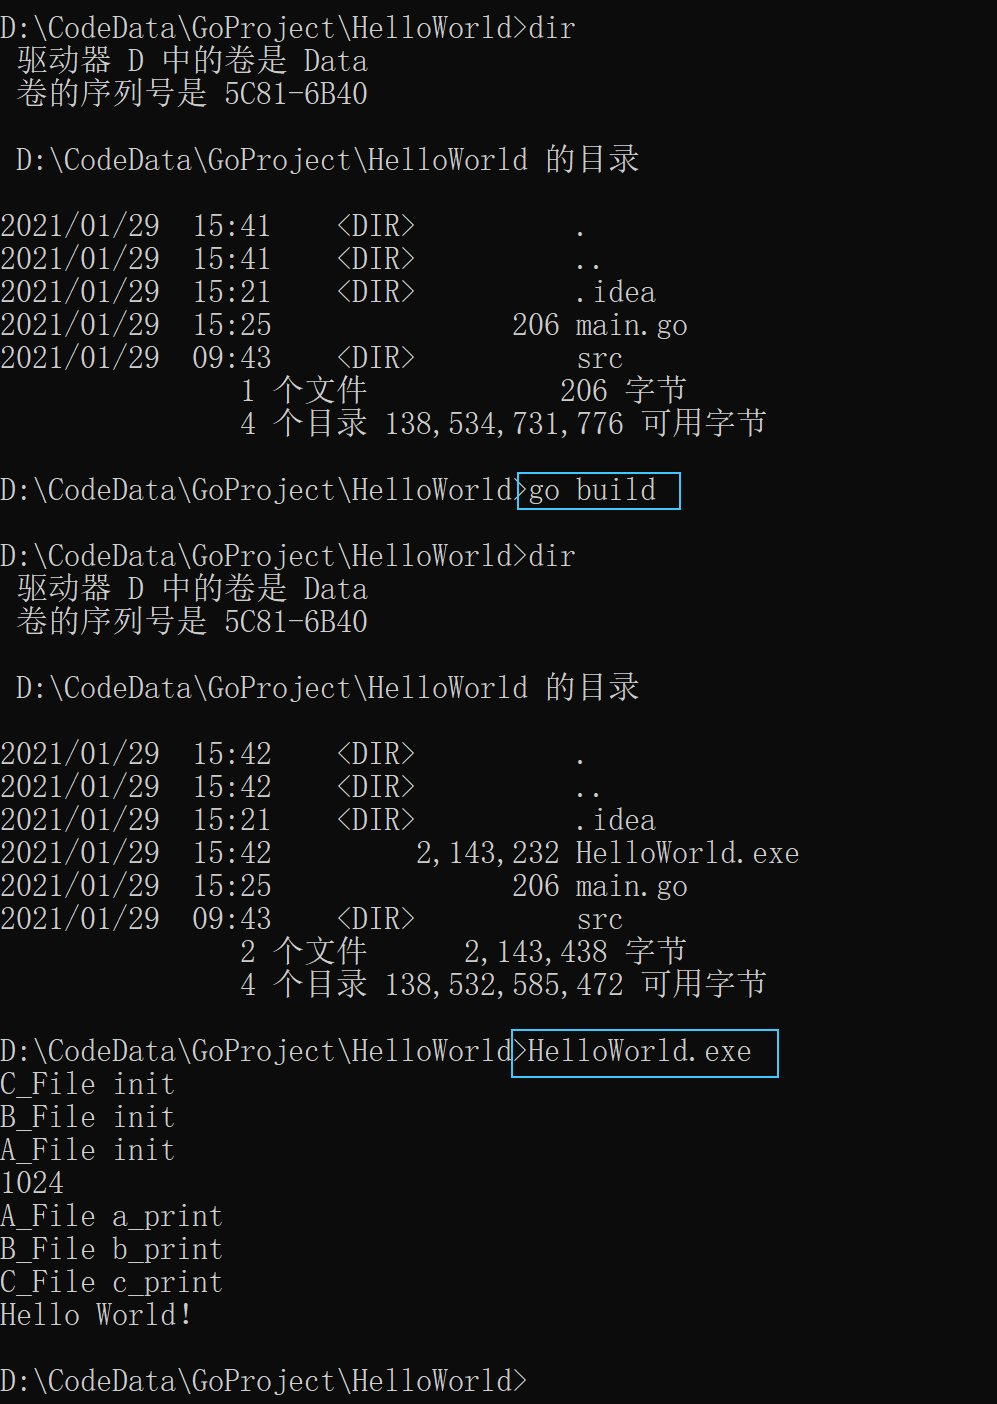 D:\CodeData\GoProject\HelloWorld>dir
 驱动器 D 中的卷是 Data
 卷的序列号是 5C81-6B40

 D:\CodeData\GoProject\HelloWorld 的目录

2021/01/29  15:41    <DIR>          .
2021/01/29  15:41    <DIR>          ..
2021/01/29  15:21    <DIR>          .idea
2021/01/29  15:25               206 main.go
2021/01/29  09:43    <DIR>          src
               1 个文件            206 字节
               4 个目录 138,534,731,776 可用字节

D:\CodeData\GoProject\HelloWorld>go build

D:\CodeData\GoProject\HelloWorld>dir
 驱动器 D 中的卷是 Data
 卷的序列号是 5C81-6B40

 D:\CodeData\GoProject\HelloWorld 的目录

2021/01/29  15:42    <DIR>          .
2021/01/29  15:42    <DIR>          ..
2021/01/29  15:21    <DIR>          .idea
2021/01/29  15:42         2,143,232 HelloWorld.exe
2021/01/29  15:25               206 main.go
2021/01/29  09:43    <DIR>          src
               2 个文件      2,143,438 字节
               4 个目录 138,532,585,472 可用字节

D:\CodeData\GoProject\HelloWorld>HelloWorld.exe
C_File init
B_File init
A_File init
1024
A_File a_print
B_File b_print
C_File c_print
Hello World!

D:\CodeData\GoProject\HelloWorld>